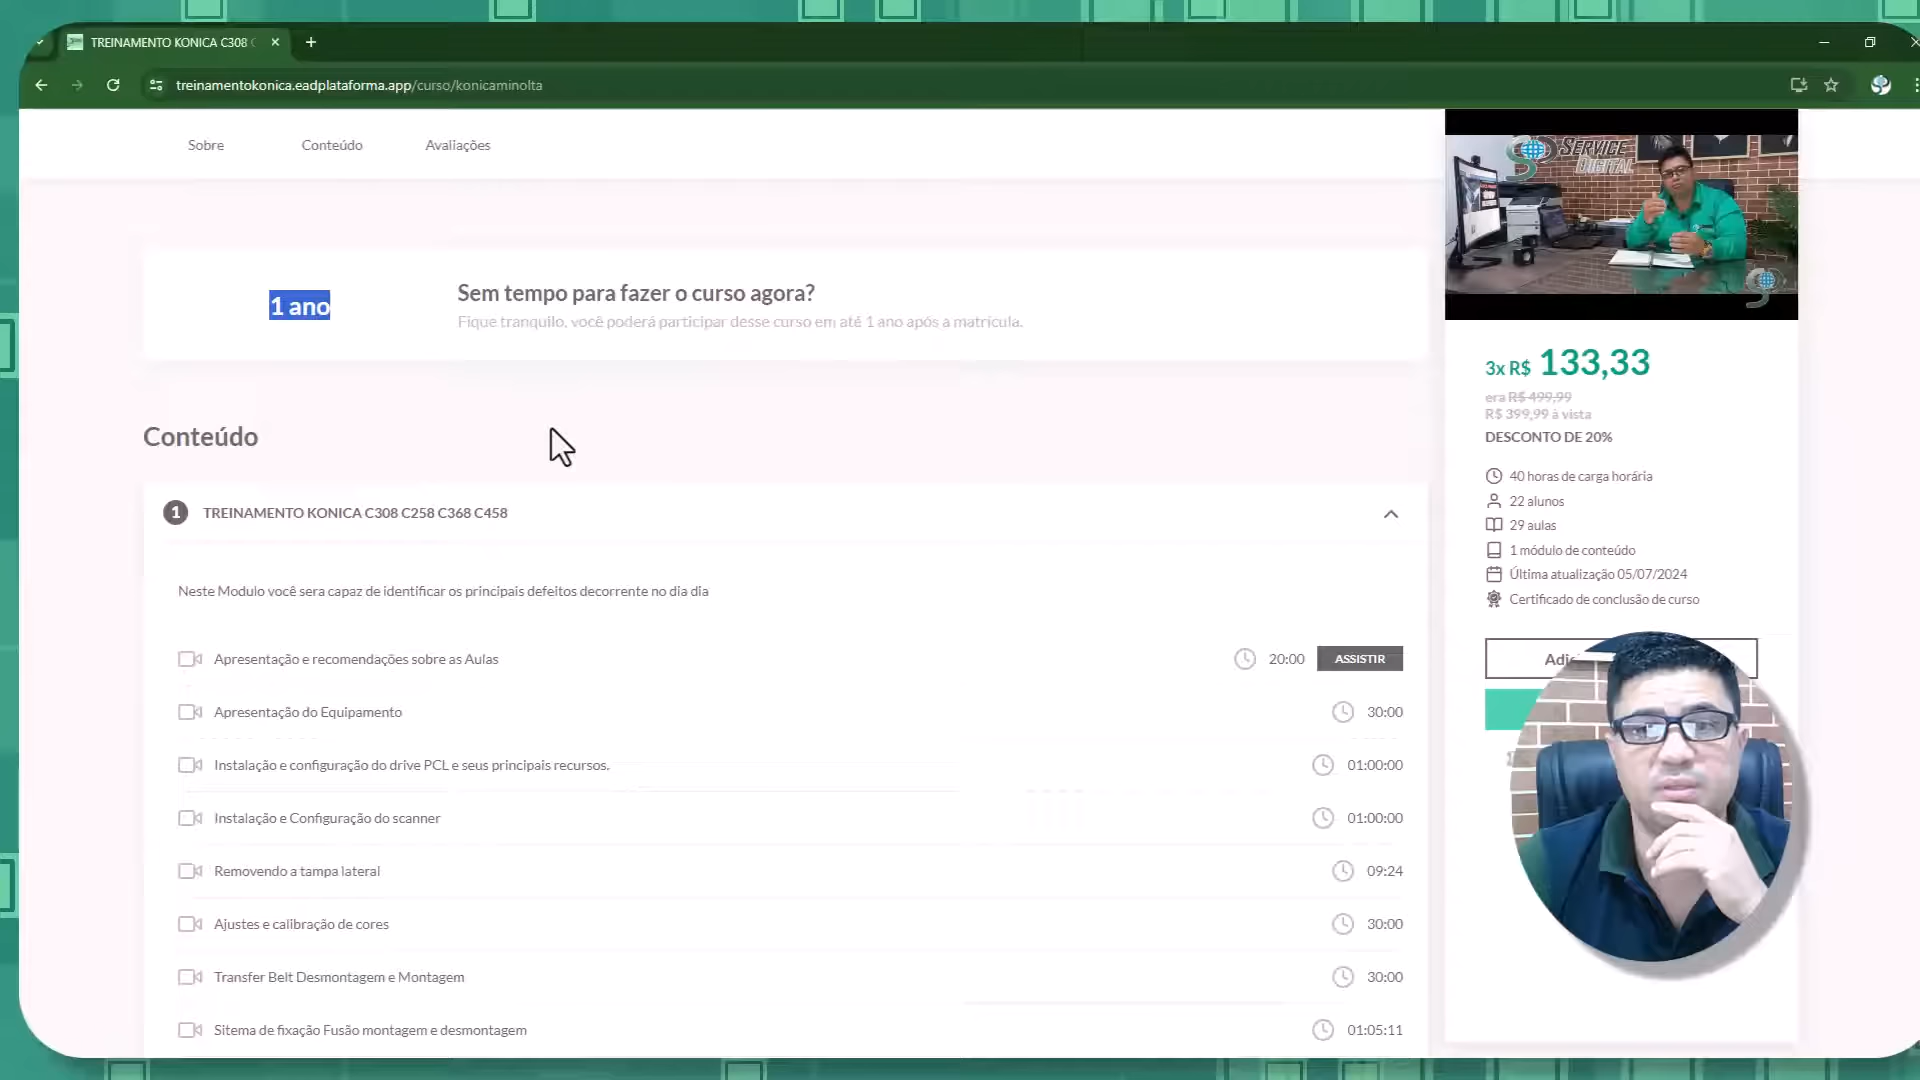 TREINAMENTO KONICA C308 C
treinamentokonica.eadplataforma.app/curso/konicaminolta
Sobre
Conteúdo
Avaliações
SERVICE
DIGITAL
1 ano
Sem tempo para fazer o curso agora?
Fique tranquilo, você poderá participar desse curso em até 1 ano após a matrícula.
3x R$ 133,33
era R$ 499,99
R$ 399,99 à vista
DESCONTO DE 20%
40 horas de carga horária
22 alunos
29 aulas
1 módulo de conteúdo
Última atualização 05/07/2024
Certificado de conclusão de curso
Conteúdo
1 TREINAMENTO KONICA C308 C258 C368 C458
Neste Modulo você sera capaz de identificar os principais defeitos decorrente no dia dia
Apresentação e recomendações sobre as Aulas 20:00 ASSISTIR
Apresentação do Equipamento 30:00
Instalação e configuração do drive PCL e seus principais recursos. 01:00:00
Instalação e Configuração do scanner 01:00:00
Removendo a tampa lateral 09:24
Ajustes e calibração de cores 30:00
Transfer Belt Desmontagem e Montagem 30:00
Sitema de fixação Fusão montagem e desmontagem 01:05:11